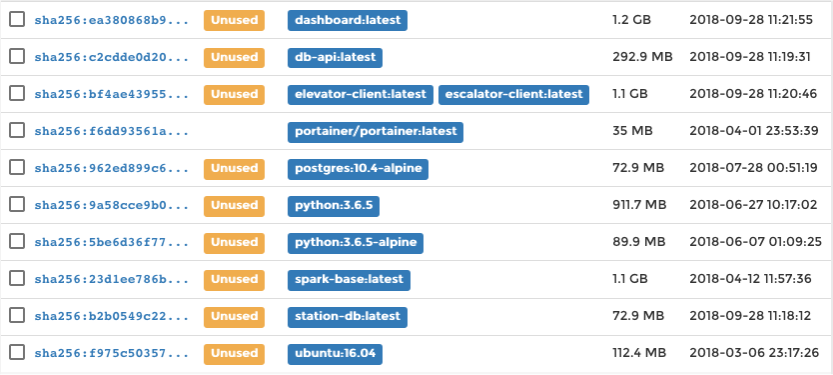 sha256:ea380868b9... Unused dashboard:latest 1.2 GB 2018-09-28 11:21:55
sha256:c2cdde0d20... Unused db-api:latest 292.9 MB 2018-09-28 11:19:31
sha256:bf4ae43955... Unused elevator-client:latest escalator-client:latest 1.1 GB 2018-09-28 11:20:46
sha256:f6dd93561a... portainer/portainer:latest 35 MB 2018-04-01 23:53:39
sha256:962ed899c6... Unused postgres:10.4-alpine 72.9 MB 2018-07-28 00:51:19
sha256:9a58cce9b0... Unused python:3.6.5 911.7 MB 2018-06-27 10:17:02
sha256:5be6d36f77... Unused python:3.6.5-alpine 89.9 MB 2018-06-07 01:09:25
sha256:23d1ee786b... Unused spark-base:latest 1.1 GB 2018-04-12 11:57:36
sha256:b2b0549c22... Unused station-db:latest 72.9 MB 2018-09-28 11:18:12
sha256:f975c50357... Unused ubuntu:16.04 112.4 MB 2018-03-06 23:17:26